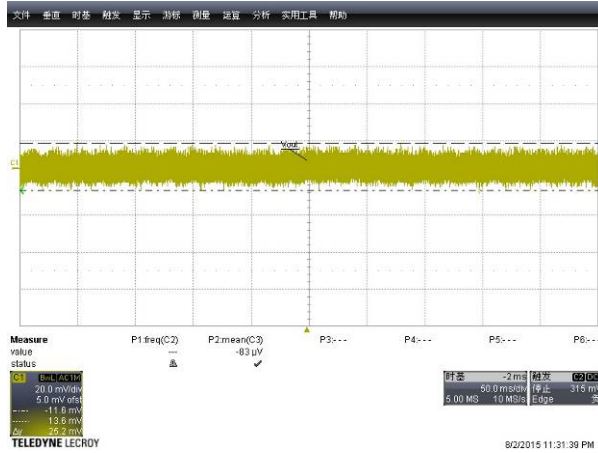 文件 垂直 时基 触发 显示 游标 测量 运算 分析 实用工具 帮助
Vout
C1
Measure P1:freq(C2) P2:mean(C3) P3:--- P4:--- P5:--- P6:---
value --- -83 µV
status
C1 BwL AC1M
20.0 mV/div
5.0 mV ofst
-11.6 mV
13.6 mV
Δy 25.2 mV
时基 -2 ms
50.0 ms/div
5.00 MS 10 MS/s
触发 C2 DC
停止 315 mV
Edge
TELEDYNE LECROY
8/2/2015 11:31:39 PM